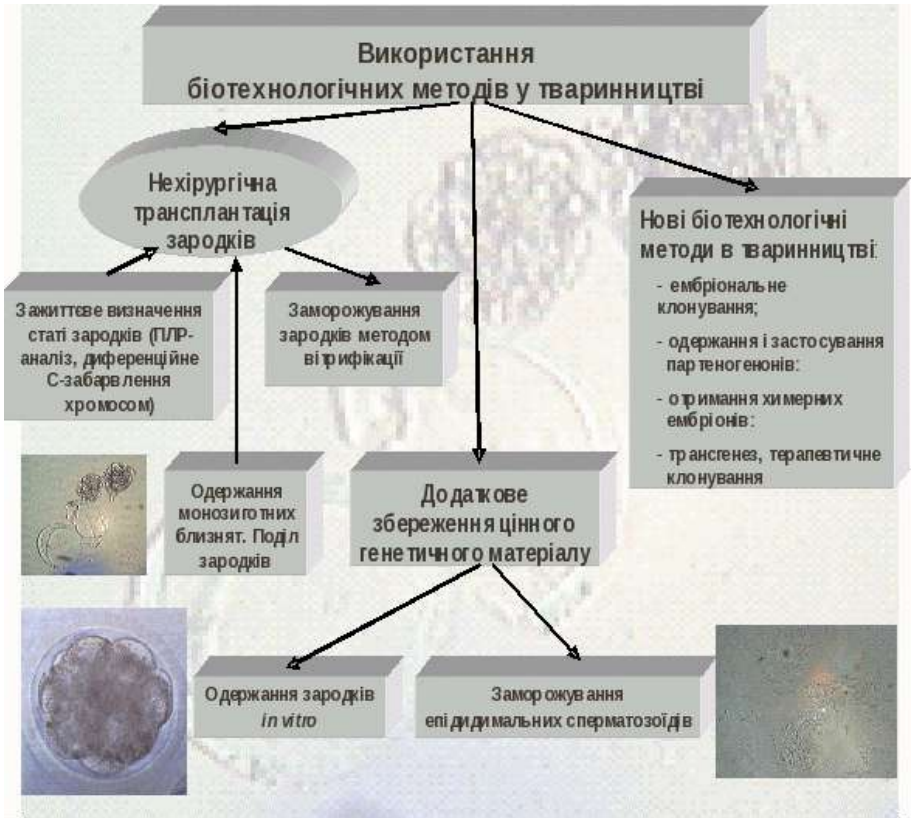 Використання
біотехнологічних методів у тваринництві
Нехірургічна
трансплантація
зародків
Нові біотехнологічні
методи в тваринництві:
- ембріональне
клонування;
- одержання і застосування
партеногенонів:
- отримання химерних
ембріонів:
- трансгенез, терапевтичне
клонування
Зажиттєве визначення
статі зародків (ПЛР-
аналіз, диференційне
С-забарвлення
хромосом)
Заморожування
зародків методом
вітрифікації
Одержання
монозиготних
близнят. Поділ
зародків
Додаткове
збереження цінного
генетичного матеріалу
Одержання зародків
in vitro
Заморожування
епідидимальних сперматозоїдів